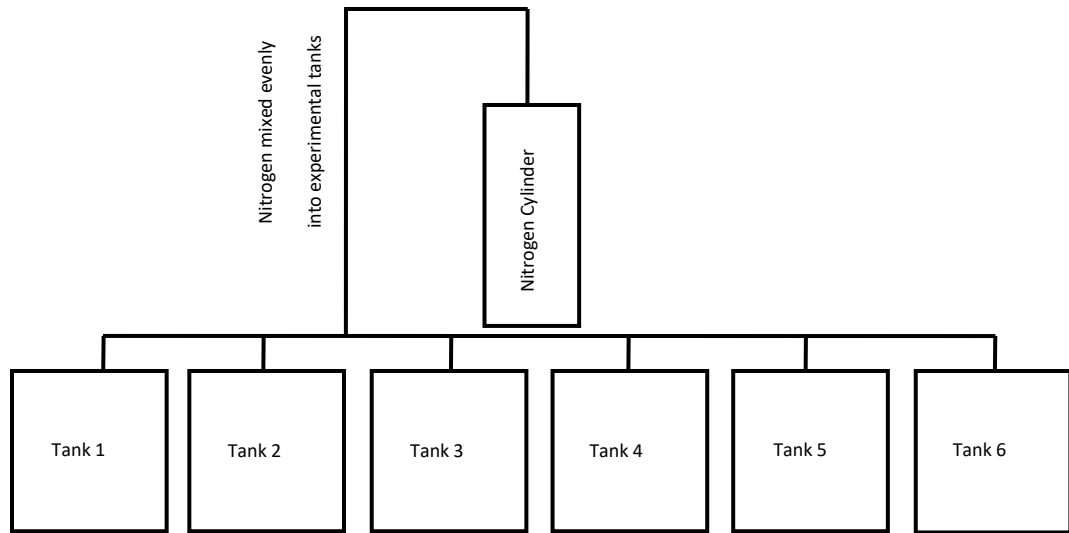 Nitrogen mixed evenly
into experimental tanks
Nitrogen Cylinder
Tank 1
Tank 2
Tank 3
Tank 4
Tank 5
Tank 6